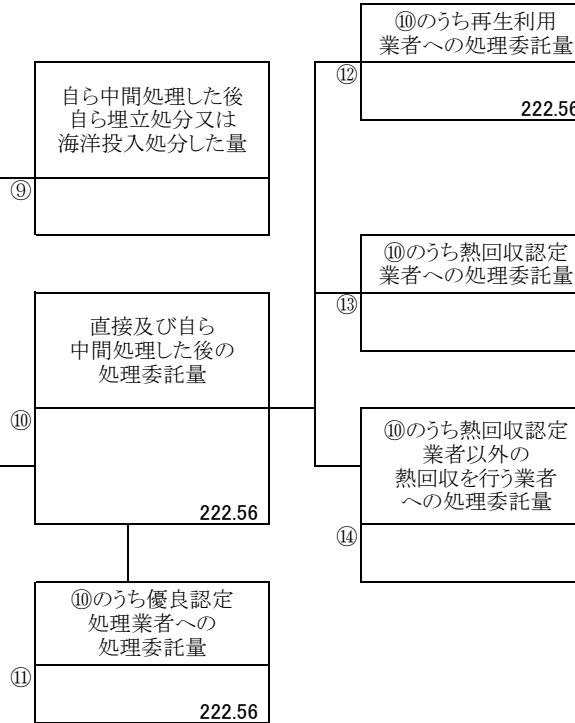 ⑩のうち再生利用
業者への処理委託量
⑫
222.56
自ら中間処理した後
自ら埋立処分又は
海洋投入処分した量
⑨
⑩のうち熱回収認定
業者への処理委託量
⑬
直接及び自ら
中間処理した後の
処理委託量
⑩
222.56
⑩のうち熱回収認定
業者以外の
熱回収を行う業者
への処理委託量
⑭
⑩のうち優良認定
処理業者への
処理委託量
⑪
222.56